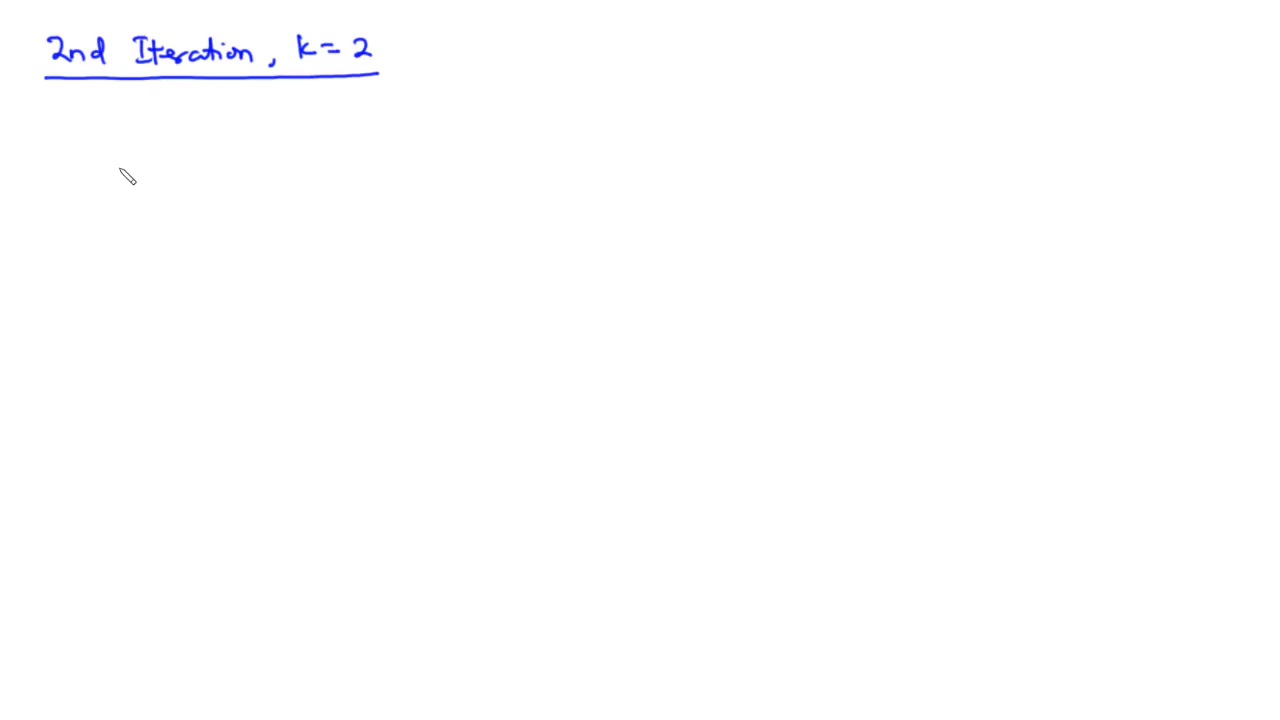 2nd Iteration, k = 2